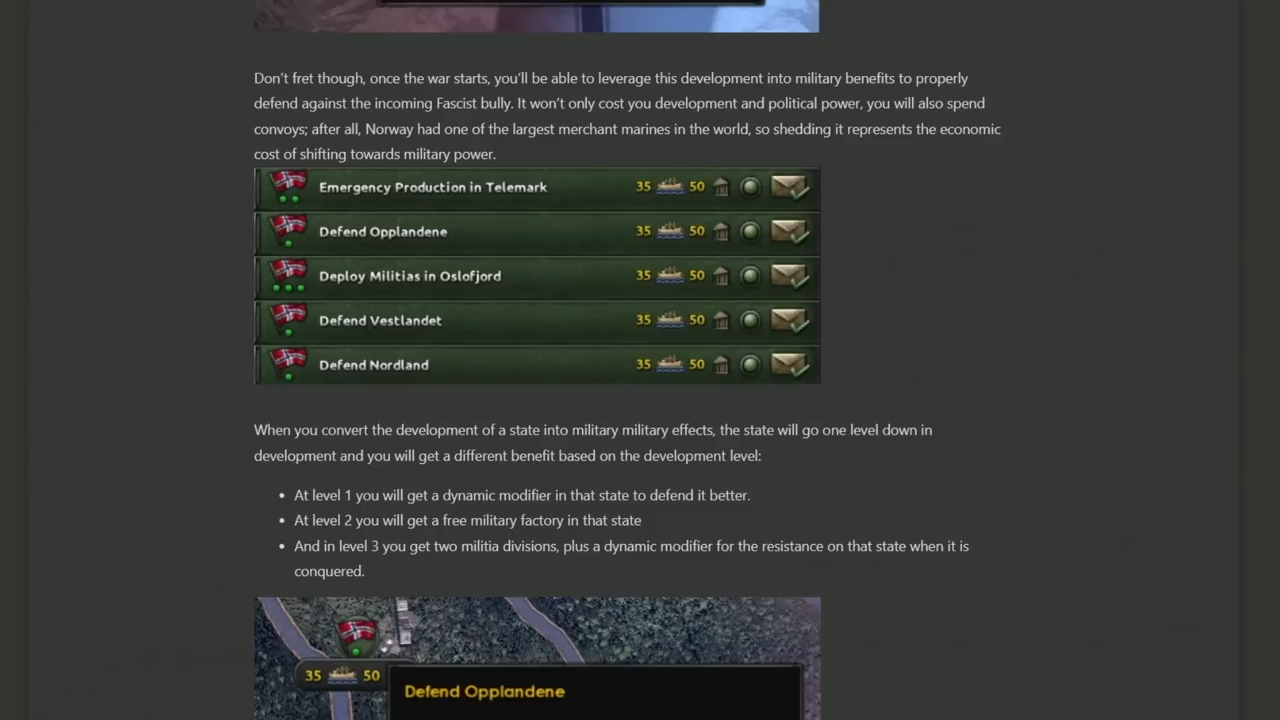 Don't fret though, once the war starts, you'll be able to leverage this development into military benefits to properly
defend against the incoming Fascist bully. It won't only cost you development and political power, you will also spend
convoys; after all, Norway had one of the largest merchant marines in the world, so shedding it represents the economic
cost of shifting towards military power.
Emergency Production in Telemark 35 50
Defend Opplandene 35 50
Deploy Militias in Oslofjord 35 50
Defend Vestlandet 35 50
Defend Nordland 35 50
When you convert the development of a state into military military effects, the state will go one level down in
development and you will get a different benefit based on the development level:
• At level 1 you will get a dynamic modifier in that state to defend it better.
• At level 2 you will get a free military factory in that state
• And in level 3 you get two militia divisions, plus a dynamic modifier for the resistance on that state when it is
conquered.
35 50
Defend Opplandene